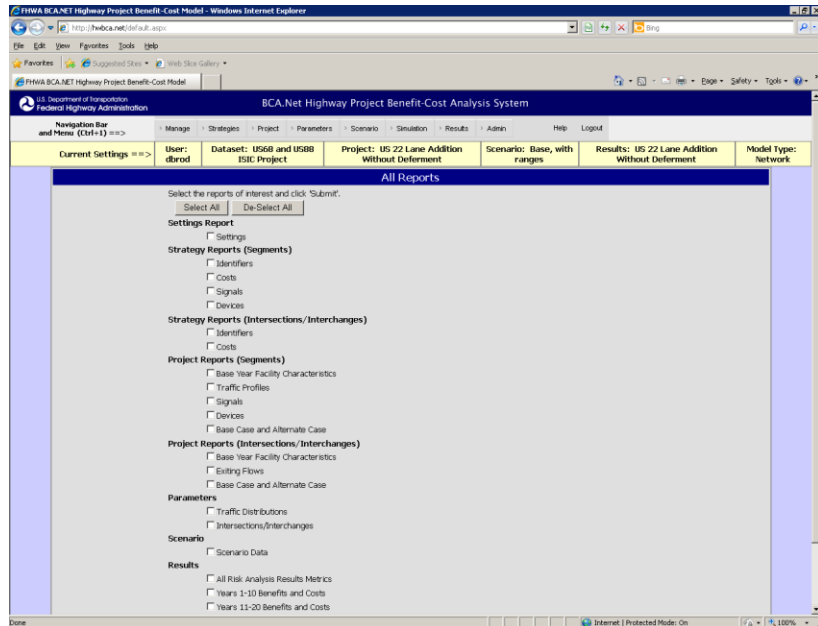 FHWA BCA.NET Highway Project Benefit-Cost Model - Windows Internet Explorer
http://hwbca.net/default.aspx
Bing
File Edit View Favorites Tools Help
Favorites Suggested Sites Web Slice Gallery
FHWA BCA.NET Highway Project Benefit-Cost Model
Page Safety Tools
U.S. Department of Transportation
Federal Highway Administration
BCA.Net Highway Project Benefit-Cost Analysis System
Navigation Bar
and Menu (Ctrl+1) ==>
Manage Strategies Project Parameters Scenario Simulation Results Admin Help Logout
Current Settings ==>
User: dbrod
Dataset: US6B and US8B ISIC Project
Project: US 22 Lane Addition Without Deferment
Scenario: Base, with ranges
Results: US 22 Lane Addition Without Deferment
Model Type: Network
All Reports
Select the reports of interest and click 'Submit'.
Select All De-Select All
Settings Report
Settings
Strategy Reports (Segments)
Identifiers
Costs
Signals
Devices
Strategy Reports (Intersections/Interchanges)
Identifiers
Costs
Project Reports (Segments)
Base Year Facility Characteristics
Traffic Profiles
Signals
Devices
Base Case and Alternate Case
Project Reports (Intersections/Interchanges)
Base Year Facility Characteristics
Exiting Flows
Base Case and Alternate Case
Parameters
Traffic Distributions
Intersections/Interchanges
Scenario
Scenario Data
Results
All Risk Analysis Results Metrics
Years 1-10 Benefits and Costs
Years 11-20 Benefits and Costs
Done
Internet | Protected Mode: On
100%